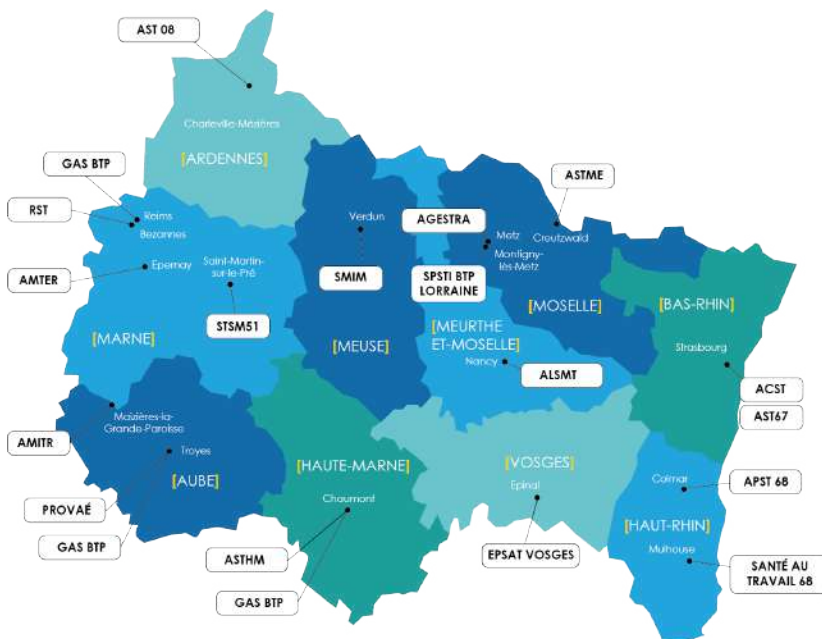 AST 08
Charleville-Mézières
[ARDENNES]
GAS BTP
RST
Reims
Bezannes
AMTER
Epernay
Saint-Martin-
sur-le-Pré
STSM51
[MARNE]
Verdun
SMIM
[MEUSE]
AGESTRA
ASTME
Metz
Montigny-
lès-Metz
Creutzwald
SPSTI BTP
LORRAINE
[MOSELLE]
[MEURTHE
ET-MOSELLE]
Nancy
ALSMT
[BAS-RHIN]
Strasbourg
ACST
AST67
AMITR
Maizières-la-
Grande-Paroisse
Troyes
[AUBE]
PROVAÉ
GAS BTP
[HAUTE-MARNE]
Chaumont
ASTHM
GAS BTP
[VOSGES]
Epinal
EPSAT VOSGES
Colmar
APST 68
[HAUT-RHIN]
Mulhouse
SANTÉ AU
TRAVAIL 68